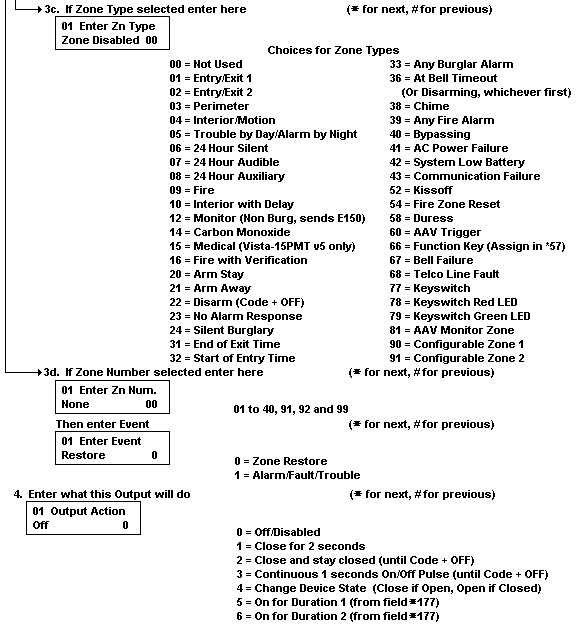 3c. If Zone Type selected enter here (* for next, # for previous)
01 Enter Zn Type
Zone Disabled 00
Choices for Zone Types
00 = Not Used
01 = Entry/Exit 1
02 = Entry/Exit 2
03 = Perimeter
04 = Interior/Motion
05 = Trouble by Day/Alarm by Night
06 = 24 Hour Silent
07 = 24 Hour Audible
08 = 24 Hour Auxiliary
09 = Fire
10 = Interior with Delay
12 = Monitor (Non Burg, sends E150)
14 = Carbon Monoxide
15 = Medical (Vista-15PMT v5 only)
16 = Fire with Verification
20 = Arm Stay
21 = Arm Away
22 = Disarm (Code + OFF)
23 = No Alarm Response
24 = Silent Burglary
31 = End of Exit Time
32 = Start of Entry Time
33 = Any Burglar Alarm
36 = At Bell Timeout
(Or Disarming, whichever first)
38 = Chime
39 = Any Fire Alarm
40 = Bypassing
41 = AC Power Failure
42 = System Low Battery
43 = Communication Failure
52 = Kissoff
54 = Fire Zone Reset
58 = Duress
60 = AAV Trigger
66 = Function Key (Assign in *57)
67 = Bell Failure
68 = Telco Line Fault
77 = Keyswitch
78 = Keyswitch Red LED
79 = Keyswitch Green LED
81 = AAV Monitor Zone
90 = Configurable Zone 1
91 = Configurable Zone 2
3d. If Zone Number selected enter here (* for next, # for previous)
01 Enter Zn Num.
None 00
01 to 40, 91, 92 and 99
Then enter Event (* for next, # for previous)
01 Enter Event
Restore 0
0 = Zone Restore
1 = Alarm/Fault/Trouble
4. Enter what this Output will do (* for next, # for previous)
01 Output Action
Off 0
0 = Off/Disabled
1 = Close for 2 seconds
2 = Close and stay closed (until Code + OFF)
3 = Continuous 1 seconds On/Off Pulse (until Code + OFF)
4 = Change Device State (Close if Open, Open if Closed)
5 = On for Duration 1 (from field *177)
6 = On for Duration 2 (from field *177)